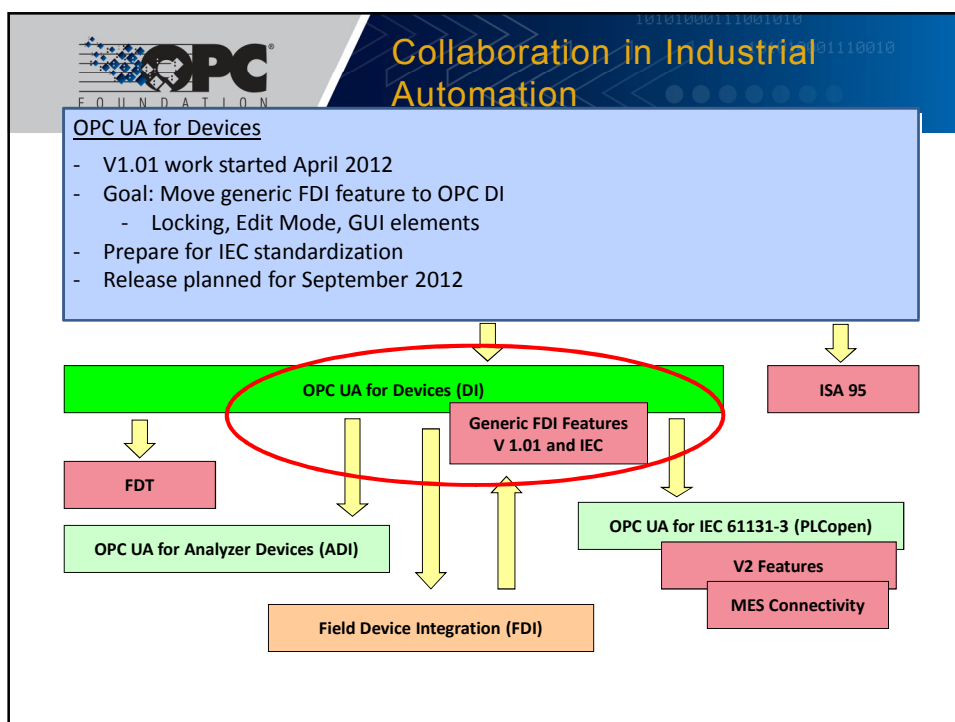 10101000111001010
Collaboration in Industrial
Automation
OPC
FOUNDATION
OPC UA for Devices
- V1.01 work started April 2012
- Goal: Move generic FDI feature to OPC DI
- Locking, Edit Mode, GUI elements
- Prepare for IEC standardization
- Release planned for September 2012
OPC UA for Devices (DI)
ISA 95
Generic FDI Features
V 1.01 and IEC
FDT
OPC UA for Analyzer Devices (ADI)
OPC UA for IEC 61131-3 (PLCopen)
V2 Features
MES Connectivity
Field Device Integration (FDI)